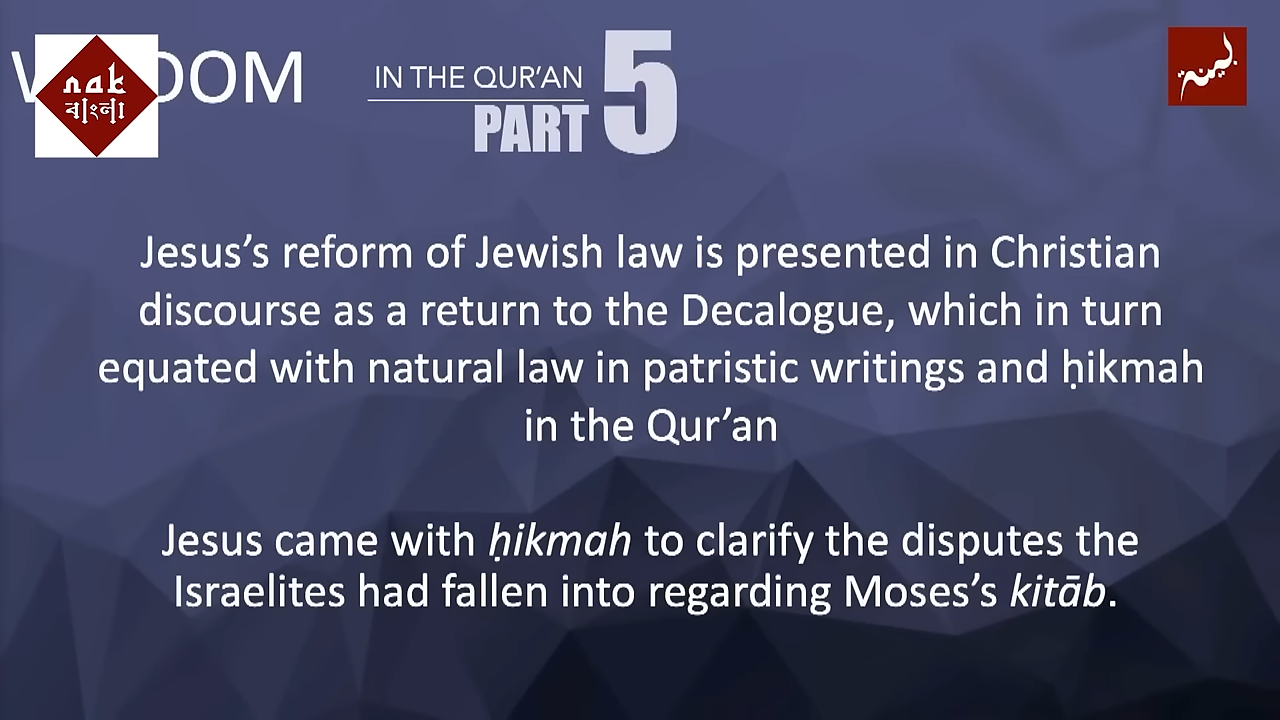 nak
বাংলা
DOM
IN THE QUR’AN
PART 5
Jesus’s reform of Jewish law is presented in Christian
discourse as a return to the Decalogue, which in turn
equated with natural law in patristic writings and ḥikmah
in the Qur’an
Jesus came with ḥikmah to clarify the disputes the
Israelites had fallen into regarding Moses’s kitāb.